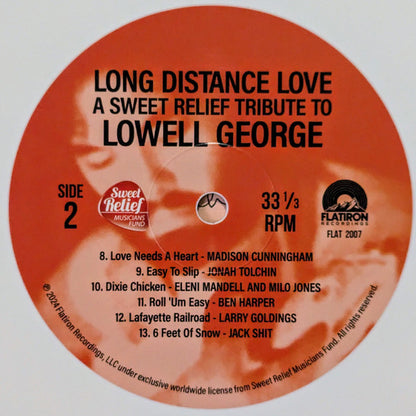 LONG DISTANCE LOVE
A SWEET RELIEF TRIBUTE TO
LOWELL GEORGE
SIDE
2
Sweet
Relief
MUSICIANS
FUND
33 1/3
RPM
FLATIRON
RECORDINGS
FLAT 2007
8. Love Needs A Heart - MADISON CUNNINGHAM
9. Easy To Slip - JONAH TOLCHIN
10. Dixie Chicken - ELENI MANDELL AND MILO JONES
11. Roll 'Um Easy - BEN HARPER
12. Lafayette Railroad - LARRY GOLDINGS
13. 6 Feet Of Snow - JACK SHIT
℗ 2024 Flatiron Recordings, LLC under exclusive worldwide license from Sweet Relief Musicians Fund. All rights reserved.